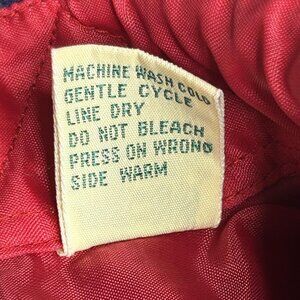 MACHINE WASH COLD
GENTLE CYCLE
LINE DRY
DO NOT BLEACH
PRESS ON WRONG
SIDE WARM